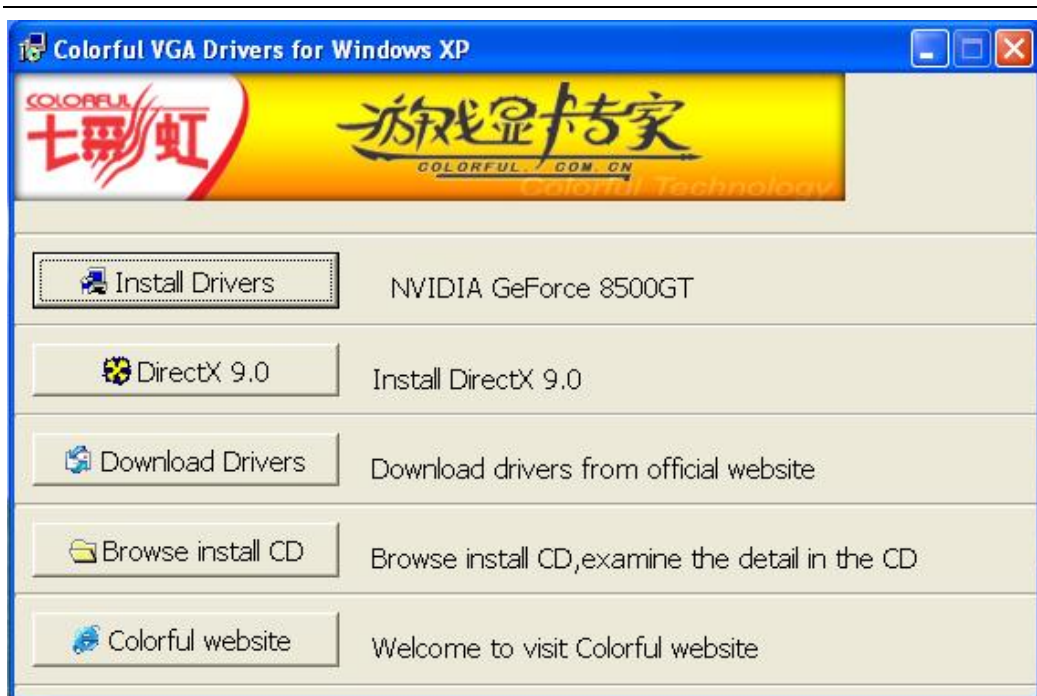 Colorful VGA Drivers for Windows XP
COLORFUL
七彩虹
游戏显卡专家
COLORFUL. COM. CN
Colorful Technology
Install Drivers
NVIDIA GeForce 8500GT
DirectX 9.0
Install DirectX 9.0
Download Drivers
Download drivers from official website
Browse install CD
Browse install CD,examine the detail in the CD
Colorful website
Welcome to visit Colorful website